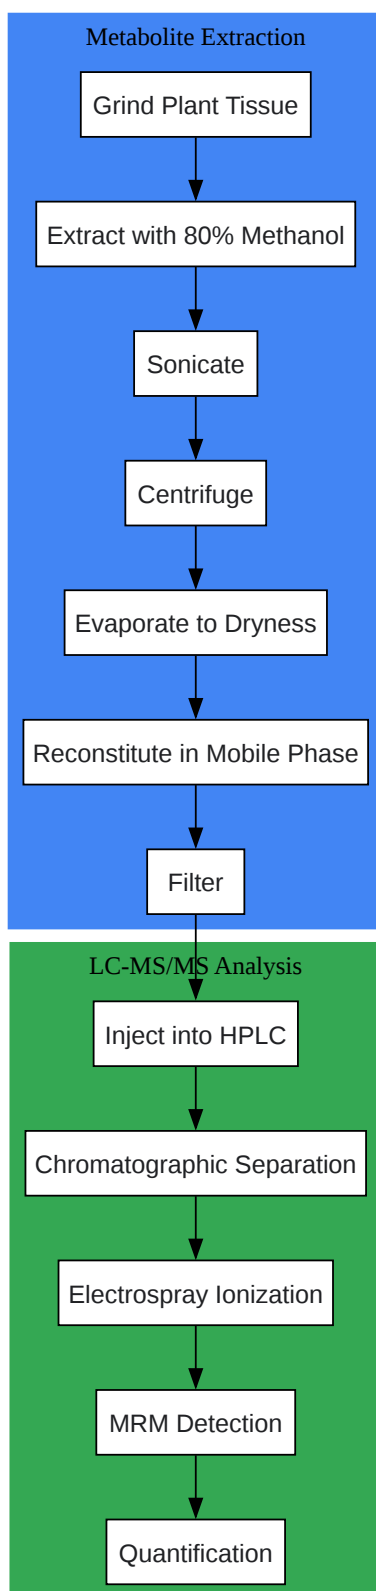 Metabolite Extraction
Grind Plant Tissue
Extract with 80% Methanol
Sonicate
Centrifuge
Evaporate to Dryness
Reconstitute in Mobile Phase
Filter
LC-MS/MS Analysis
Inject into HPLC
Chromatographic Separation
Electrospray Ionization
MRM Detection
Quantification